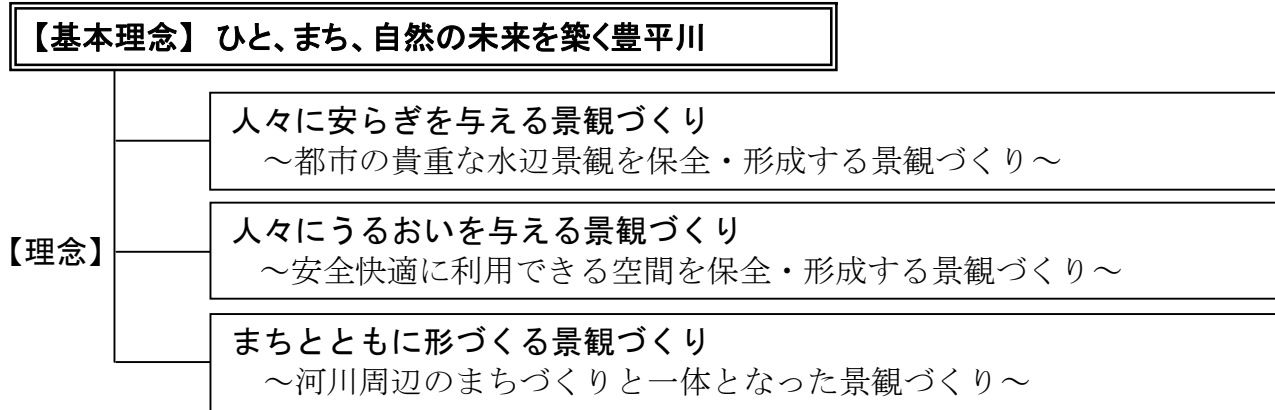 【基本理念】 ひと、まち、自然の未来を築く豊平川
人々に安らぎを与える景観づくり
～都市の貴重な水辺景観を保全・形成する景観づくり～
【理念】
人々にうるおいを与える景観づくり
～安全快適に利用できる空間を保全・形成する景観づくり～
まちとともに形づくる景観づくり
～河川周辺のまちづくりと一体となった景観づくり～